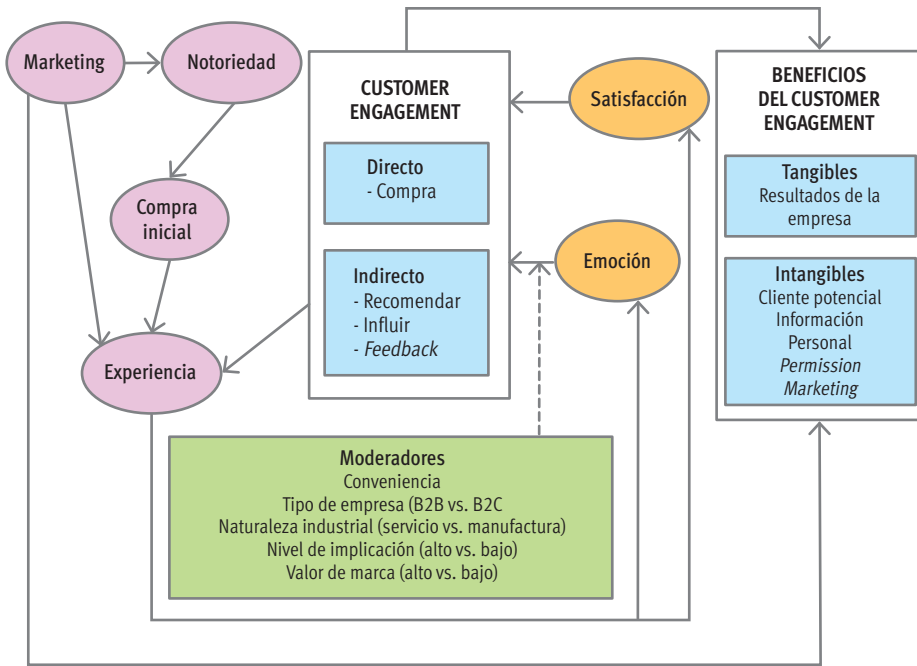 Marketing
Notoriedad
Compra
inicial
Experiencia
CUSTOMER
ENGAGEMENT
Directo
- Compra
Indirecto
- Recomendar
- Influir
- Feedback
Satisfacción
Emoción
BENEFICIOS
DEL CUSTOMER
ENGAGEMENT
Tangibles
Resultados de la
empresa
Intangibles
Cliente potencial
Información
Personal
Permission
Marketing
Moderadores
Conveniencia
Tipo de empresa (B2B vs. B2C
Naturaleza industrial (servicio vs. manufactura)
Nivel de implicación (alto vs. bajo)
Valor de marca (alto vs. bajo)